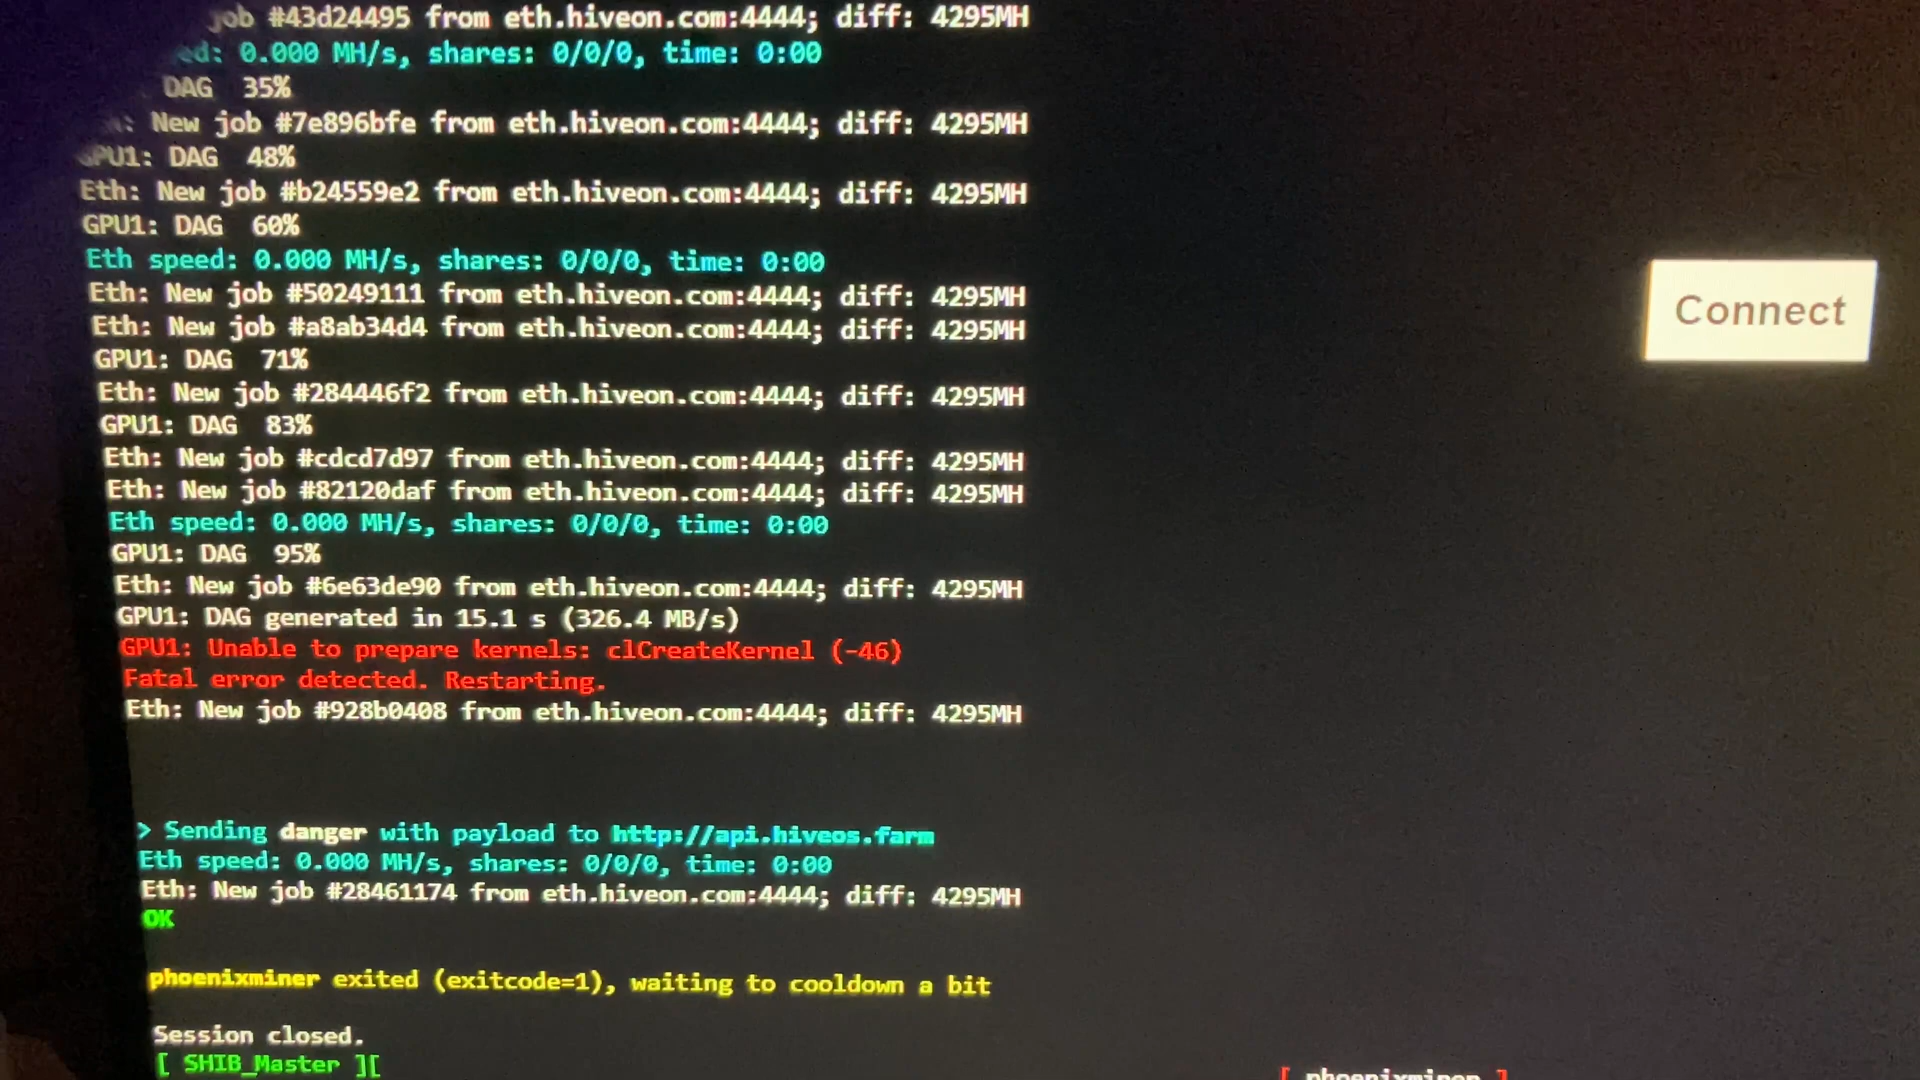 job #43d24495 from eth.hiveon.com:4444; diff: 4295MH
0.000 MH/s, shares: 0/0/0, time: 0:00
DAG 35%
New job #7e896bfe from eth.hiveon.com:4444; diff: 4295MH
GPU1: DAG 48%
Eth: New job #b24559e2 from eth.hiveon.com:4444; diff: 4295MH
GPU1: DAG 60%
Eth speed: 0.000 MH/s, shares: 0/0/0, time: 0:00
Eth: New job #50249111 from eth.hiveon.com:4444; diff: 4295MH
Connect
Eth: New job #a8ab34d4 from eth.hiveon.com:4444; diff: 4295MH
GPU1: DAG 71%
Eth: New job #284446f2 from eth.hiveon.com:4444; diff: 4295MH
GPU1: DAG 83%
Eth: New job #cdcd7d97 from eth.hiveon.com:4444; diff: 4295MH
Eth: New job #82120daf from eth.hiveon.com:4444; diff: 4295MH
Eth speed: 0.000 MH/s, shares: 0/0/0, time: 0:00
GPU1: DAG 95%
Eth: New job #6e63de90 from eth.hiveon.com:4444; diff: 4295MH
GPU1: DAG generated in 15.1 s (326.4 MB/s)
GPU1: Unable to prepare kernels: clCreateKernel (-46)
Fatal error detected. Restarting.
Eth: New job #928b0408 from eth.hiveon.com:4444; diff: 4295MH
> Sending danger with payload to http://api.hiveos.farm
Eth speed: 0.000 MH/s, shares: 0/0/0, time: 0:00
Eth: New job #28461174 from eth.hiveon.com:4444; diff: 4295MH
OK
phoenixminer exited (exitcode=1), waiting to cooldown a bit
Session closed.
[ SHIB_Master ][
[ phoenixminer ]